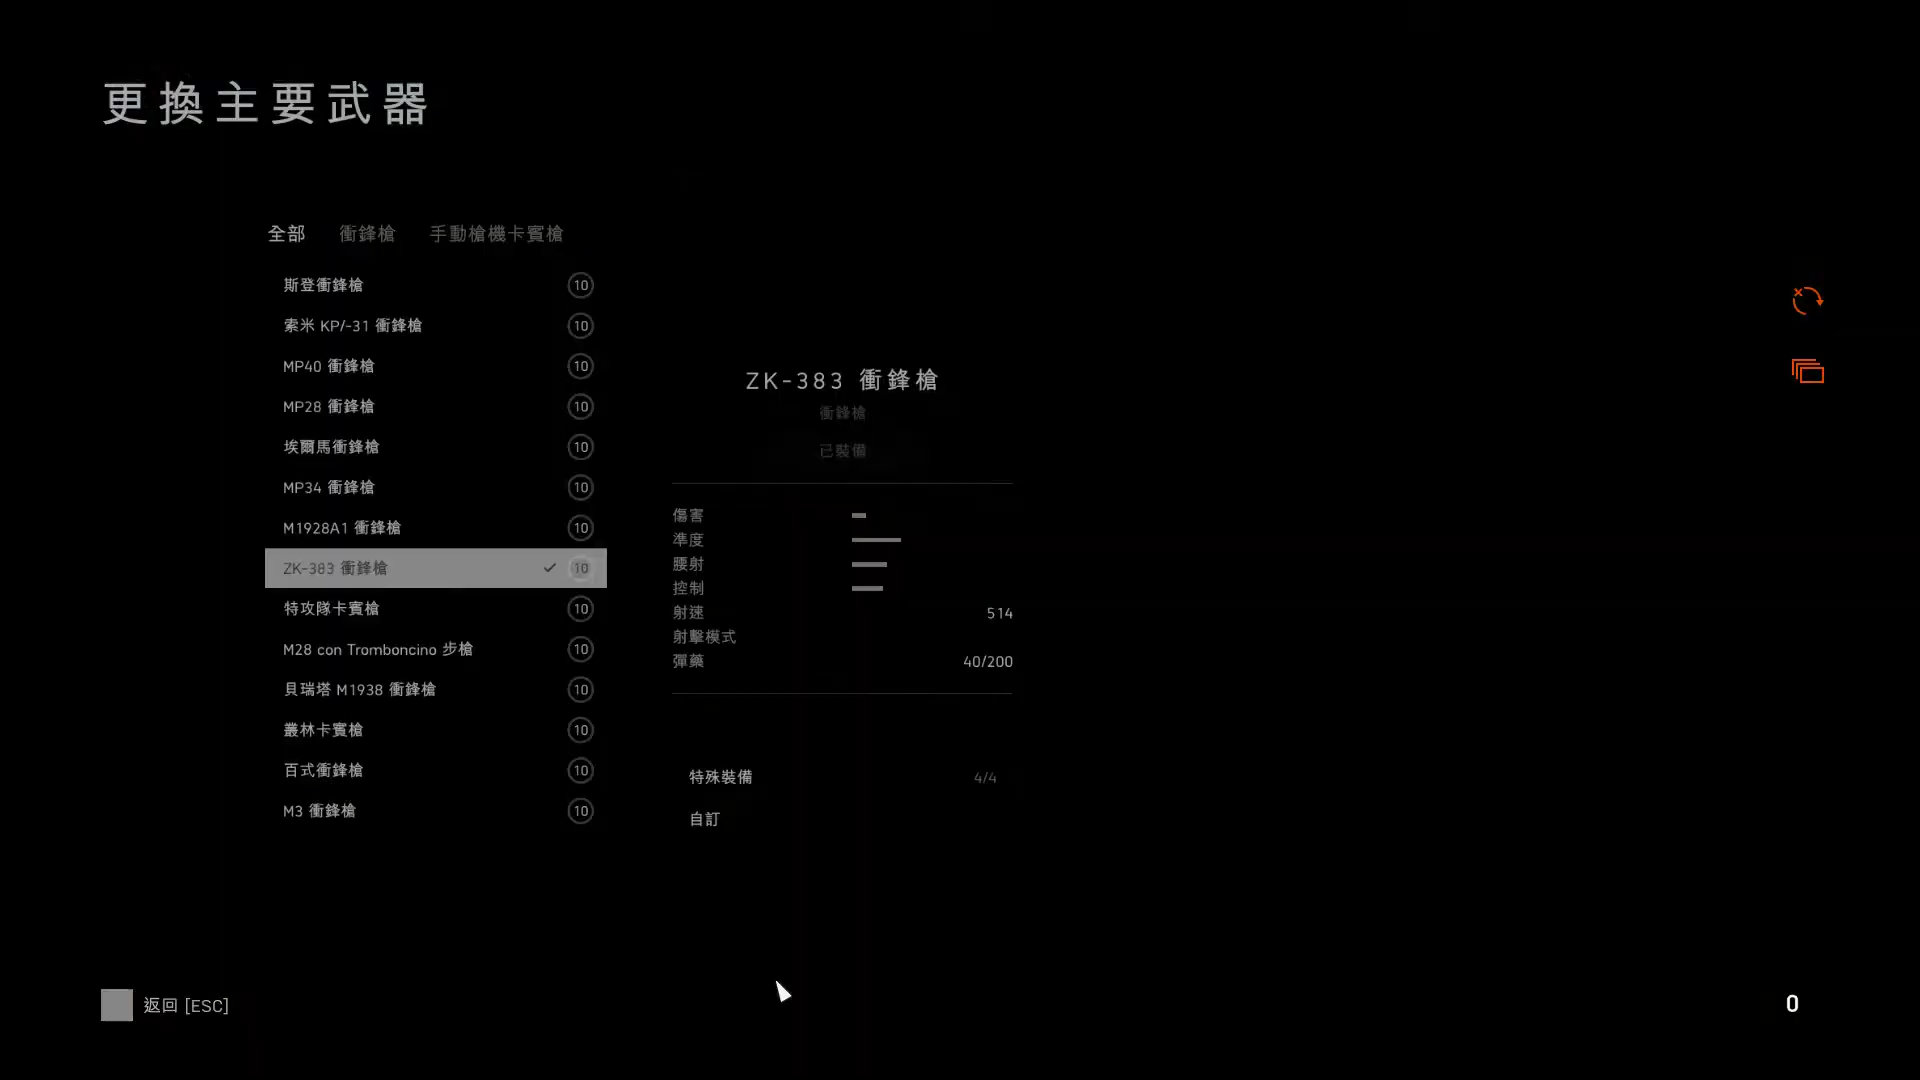 更換主要武器
全部 衝鋒槍 手動槍機卡賓槍
斯登衝鋒槍 10
索米 KP/-31 衝鋒槍 10
MP40 衝鋒槍 10
MP28 衝鋒槍 10
埃爾馬衝鋒槍 10
MP34 衝鋒槍 10
M1928A1 衝鋒槍 10
ZK-383 衝鋒槍 10
特攻隊卡賓槍 10
M28 con Tromboncino 步槍 10
貝瑞塔 M1938 衝鋒槍 10
叢林卡賓槍 10
百式衝鋒槍 10
M3 衝鋒槍 10
ZK-383 衝鋒槍
衝鋒槍
已裝備
傷害
準度
腰射
控制
射速 514
射擊模式
彈藥 40/200
特殊裝備 4/4
自訂
返回 [ESC]
0